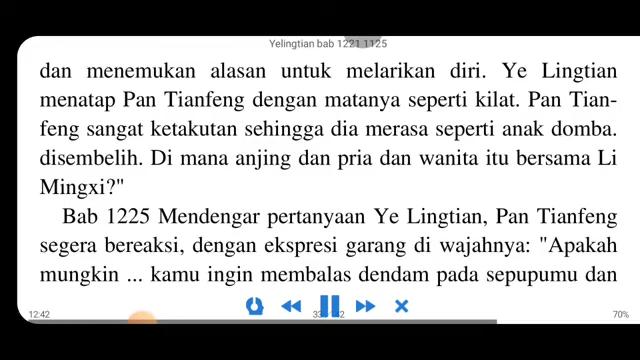 Yelingtian bab 1221 1125
dan menemukan alasan untuk melarikan diri. Ye Lingtian
menatap Pan Tianfeng dengan matanya seperti kilat. Pan Tian-
feng sangat ketakutan sehingga dia merasa seperti anak domba.
disembelih. Di mana anjing dan pria dan wanita itu bersama Li
Mingxi?"
Bab 1225 Mendengar pertanyaan Ye Lingtian, Pan Tianfeng
segera bereaksi, dengan ekspresi garang di wajahnya: "Apakah
mungkin ... kamu ingin membalas dendam pada sepupumu dan
12:42
70%